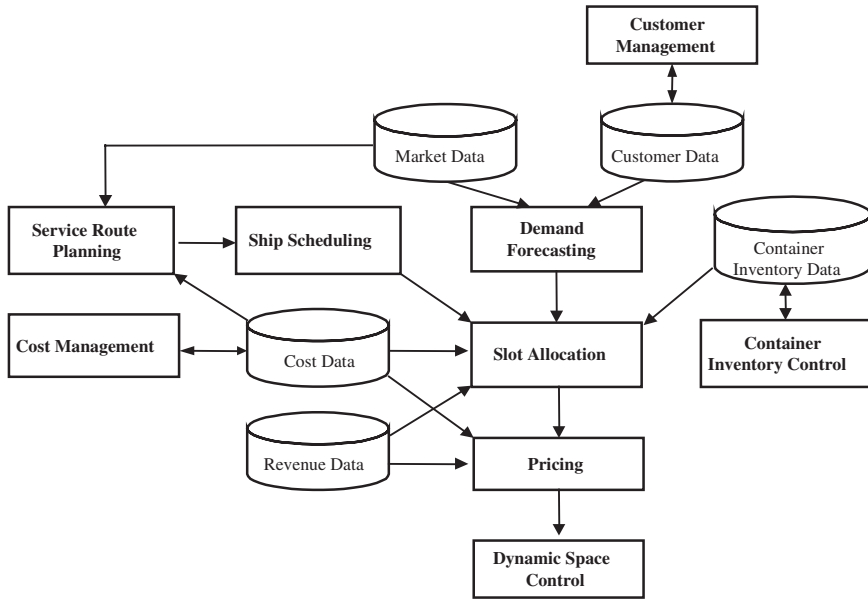 Customer
Management
Market Data
Customer Data
Service Route
Planning
Ship Scheduling
Demand
Forecasting
Container
Inventory Data
Cost Management
Cost Data
Slot Allocation
Container
Inventory Control
Revenue Data
Pricing
Dynamic Space
Control